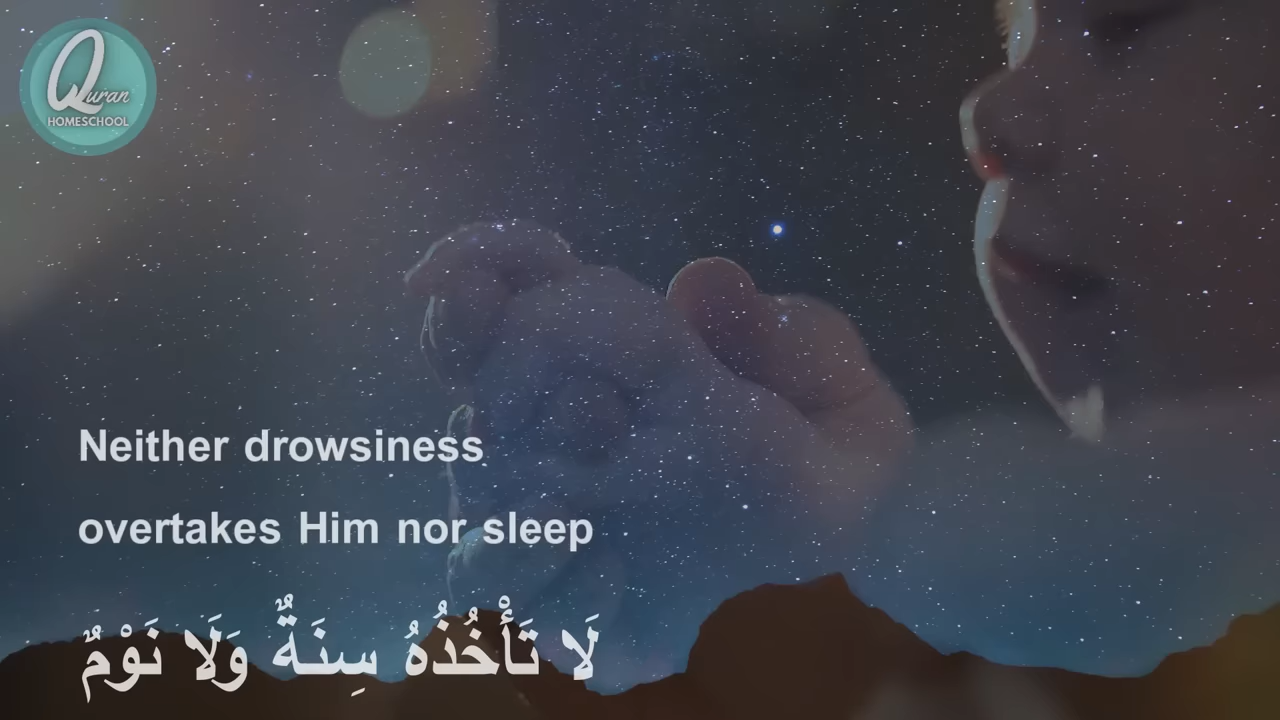 Quran
HOMESCHOOL
Neither drowsiness
overtakes Him nor sleep
لَا تَأْخُذُهُ سِنَةٌ وَلَا نَوْمٌ